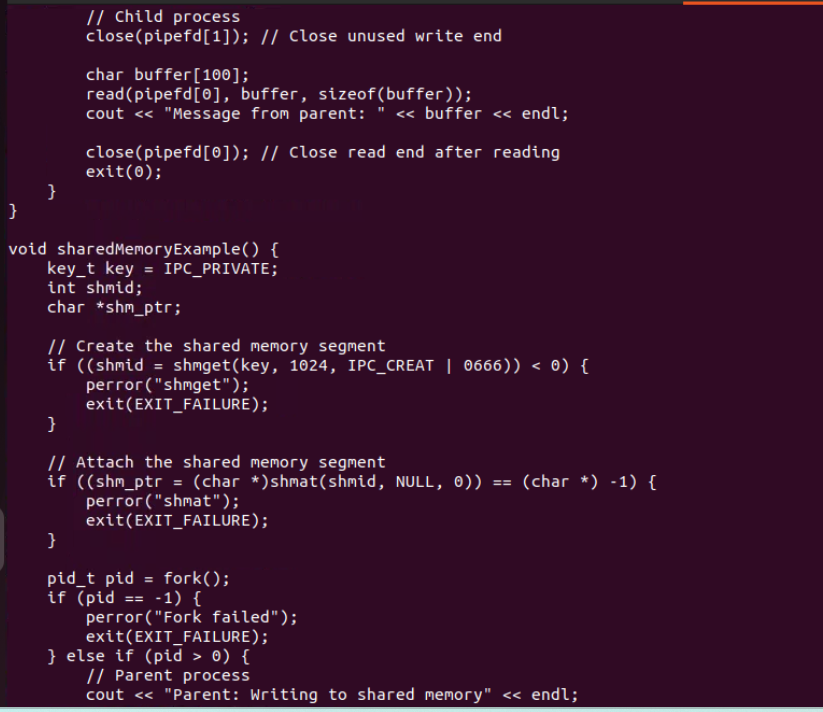 // Child process
close(pipefd[1]); // Close unused write end
char buffer[100];
read(pipefd[0], buffer, sizeof(buffer));
cout << "Message from parent: " << buffer << endl;
close(pipefd[0]); // Close read end after reading
exit(0);
}
}
void sharedMemoryExample() {
key_t key = IPC_PRIVATE;
int shmid;
char *shm_ptr;
// Create the shared memory segment
if ((shmid = shmget(key, 1024, IPC_CREAT | 0666)) < 0) {
perror("shmget");
exit(EXIT_FAILURE);
}
// Attach the shared memory segment
if ((shm_ptr = (char *)shmat(shmid, NULL, 0)) == (char *) -1) {
perror("shmat");
exit(EXIT_FAILURE);
}
pid_t pid = fork();
if (pid == -1) {
perror("Fork failed");
exit(EXIT_FAILURE);
} else if (pid > 0) {
// Parent process
cout << "Parent: Writing to shared memory" << endl;